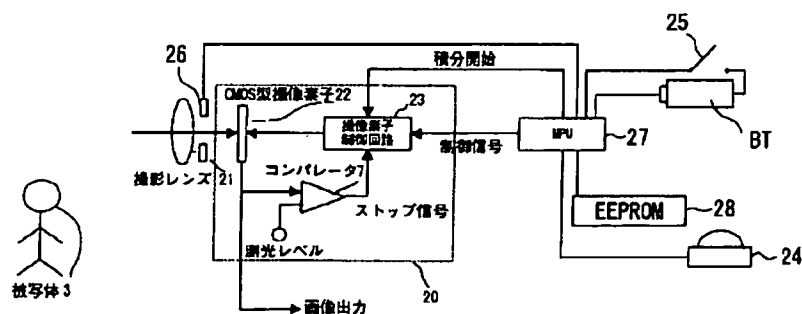 26
積分開始
25
CMOS型撮像素子22
23
撮像素子
制御回路
MPU
27
BT
制御信号
撮影レンズ
21
コンパレータ7
ストップ信号
EEPROM
28
測光レベル
24
20
被写体3
画像出力